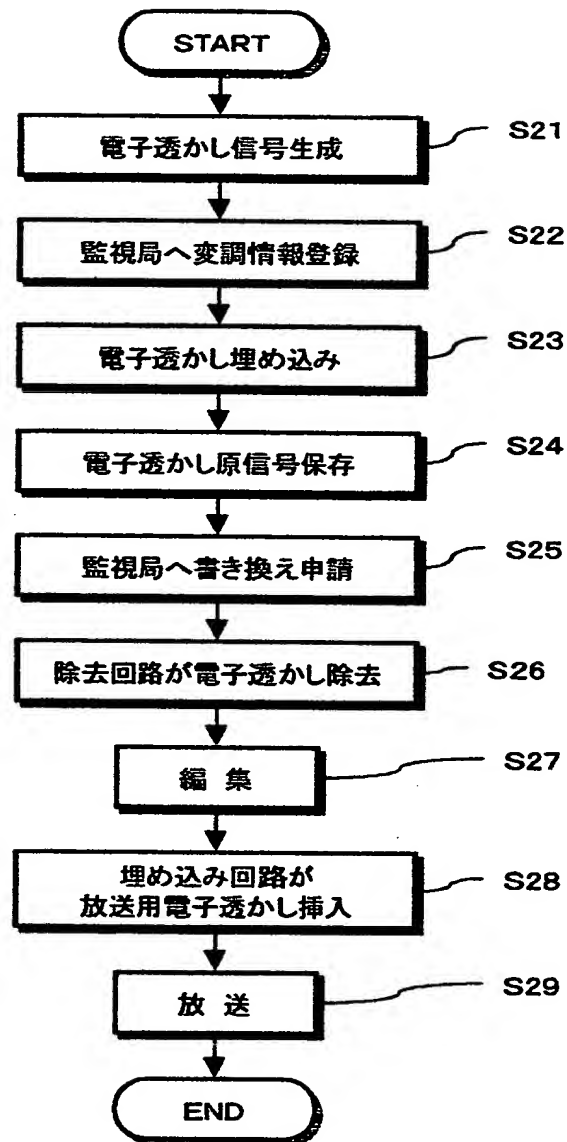 START
電子透かし信号生成
S21
監視局へ変調情報登録
S22
電子透かし埋め込み
S23
電子透かし原信号保存
S24
監視局へ書き換え申請
S25
除去回路が電子透かし除去
S26
編 集
S27
埋め込み回路が
放送用電子透かし挿入
S28
放 送
S29
END